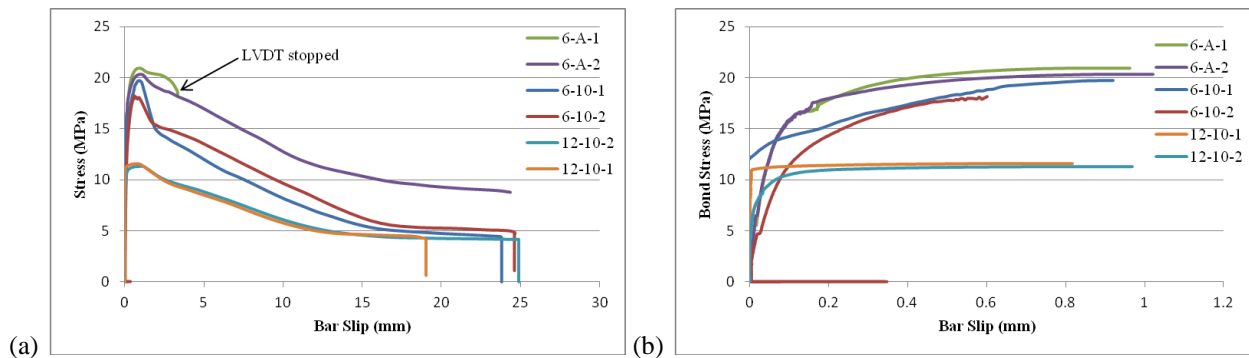 (a)
Stress (MPa)
25
20
15
10
5
0
0 5 10 15 20 25 30
Bar Slip (mm)
LVDT stopped
6-A-1
6-A-2
6-10-1
6-10-2
12-10-2
12-10-1
(b)
Bond Stress (MPa)
25
20
15
10
5
0
0 0.2 0.4 0.6 0.8 1 1.2
Bar Slip (mm)
6-A-1
6-A-2
6-10-1
6-10-2
12-10-1
12-10-2